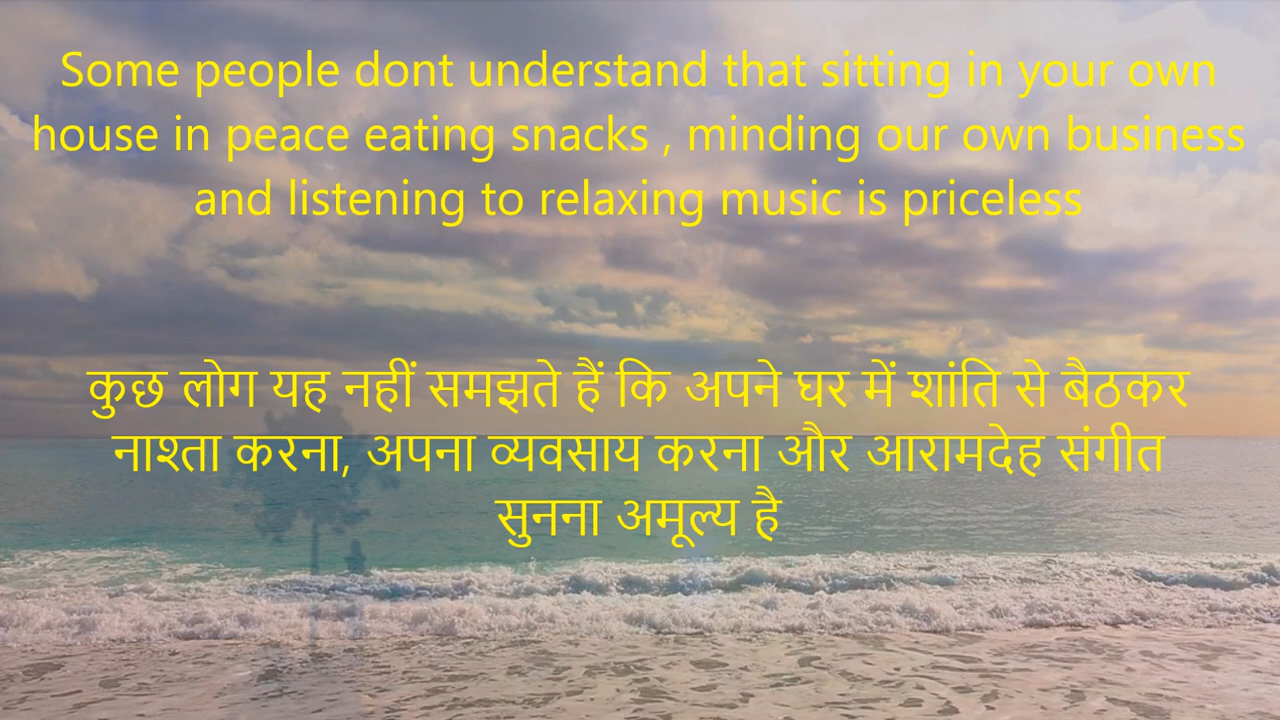 Some people dont understand that sitting in your own
house in peace eating snacks , minding our own business
and listening to relaxing music is priceless
कुछ लोग यह नहीं समझते हैं कि अपने घर में शांति से बैठकर
नाश्ता करना, अपना व्यवसाय करना और आरामदेह संगीत
सुनना अमूल्य है